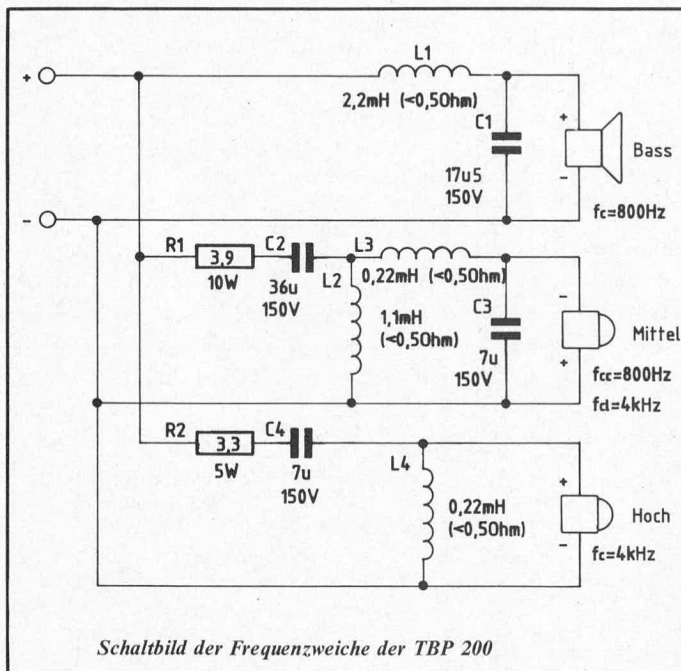 L1
+
2,2mH (<0,5Ohm)
C1
+
Bass
-
17u5
150V
-
fc=800Hz
R1
3,9
10W
C2
36u
150V
L3
0,22mH (<0,5Ohm)
L2
1,1mH
(<0,5Ohm)
C3
7u
150V
-
Mittel
+
fcc=800Hz
fcl=4kHz
R2
3,3
5W
C4
7u
150V
L4
0,22mH
(<0,5Ohm)
+
Hoch
-
fc=4kHz
Schaltbild der Frequenzweiche der TBP 200